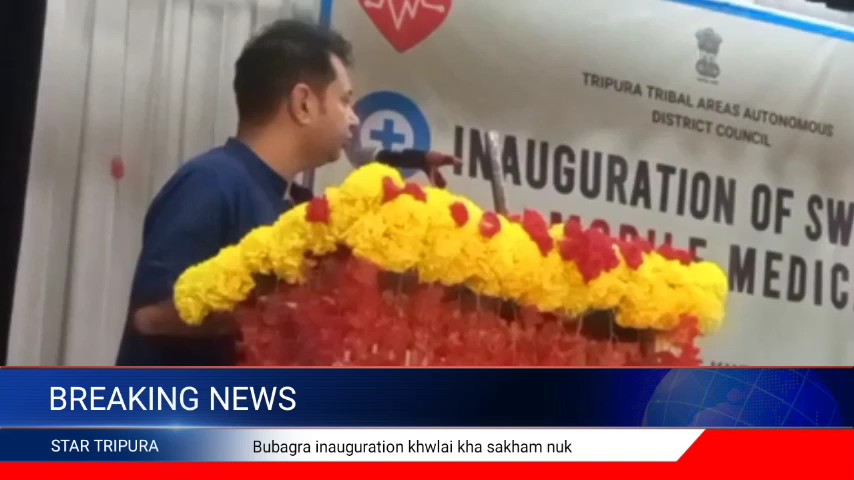 TRIPURA TRIBAL AREAS AUTONOMOUS
DISTRICT COUNCIL
INAUGURATION OF SW
MOBILE MEDIC
BREAKING NEWS
STAR TRIPURA
Bubagra inauguration khwlai kha sakham nuk